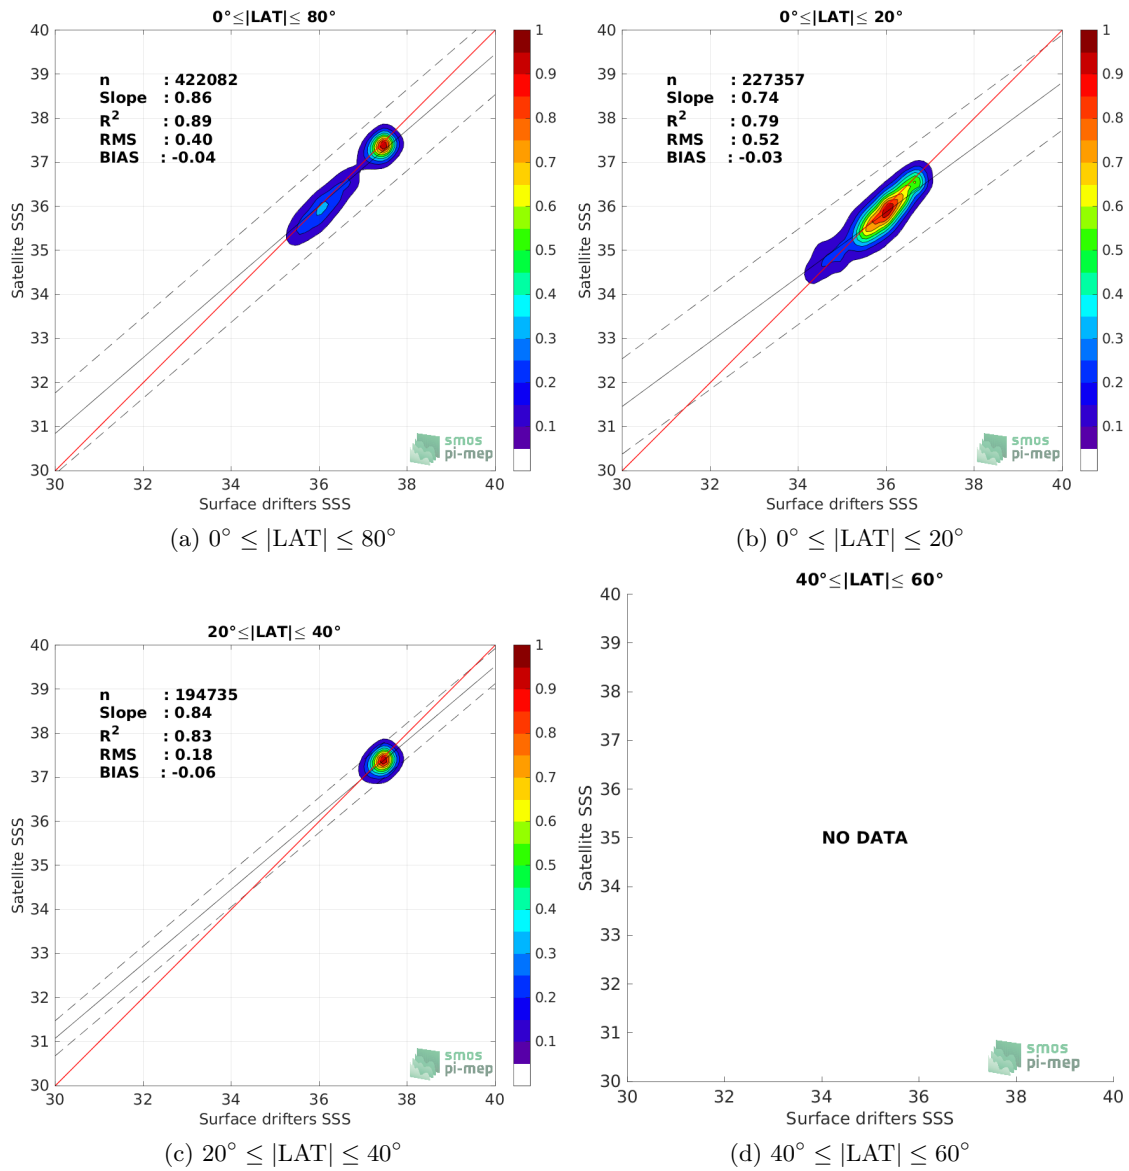 0°≤|LAT|≤ 80°
n : 422082
Slope : 0.86
R² : 0.89
RMS : 0.40
BIAS : -0.04
40
39
38
37
36
35
34
33
32
31
30
30 32 34 36 38 40
Satellite SSS
Surface drifters SSS
1
0.9
0.8
0.7
0.6
0.5
0.4
0.3
0.2
0.1
smos
pi-mep
(a) 0° ≤ |LAT| ≤ 80°
0°≤|LAT|≤ 20°
n : 227357
Slope : 0.74
R² : 0.79
RMS : 0.52
BIAS : -0.03
40
39
38
37
36
35
34
33
32
31
30
30 32 34 36 38 40
Satellite SSS
Surface drifters SSS
1
0.9
0.8
0.7
0.6
0.5
0.4
0.3
0.2
0.1
smos
pi-mep
(b) 0° ≤ |LAT| ≤ 20°
20°≤|LAT|≤ 40°
n : 194735
Slope : 0.84
R² : 0.83
RMS : 0.18
BIAS : -0.06
40
39
38
37
36
35
34
33
32
31
30
30 32 34 36 38 40
Satellite SSS
Surface drifters SSS
1
0.9
0.8
0.7
0.6
0.5
0.4
0.3
0.2
0.1
smos
pi-mep
(c) 20° ≤ |LAT| ≤ 40°
40°≤|LAT|≤ 60°
40
39
38
37
36
35
34
33
32
31
30
30 32 34 36 38 40
Satellite SSS
Surface drifters SSS
NO DATA
smos
pi-mep
(d) 40° ≤ |LAT| ≤ 60°